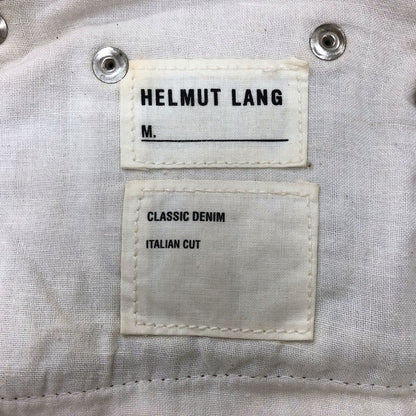 HELMUT LANG
M.
CLASSIC DENIM
ITALIAN CUT